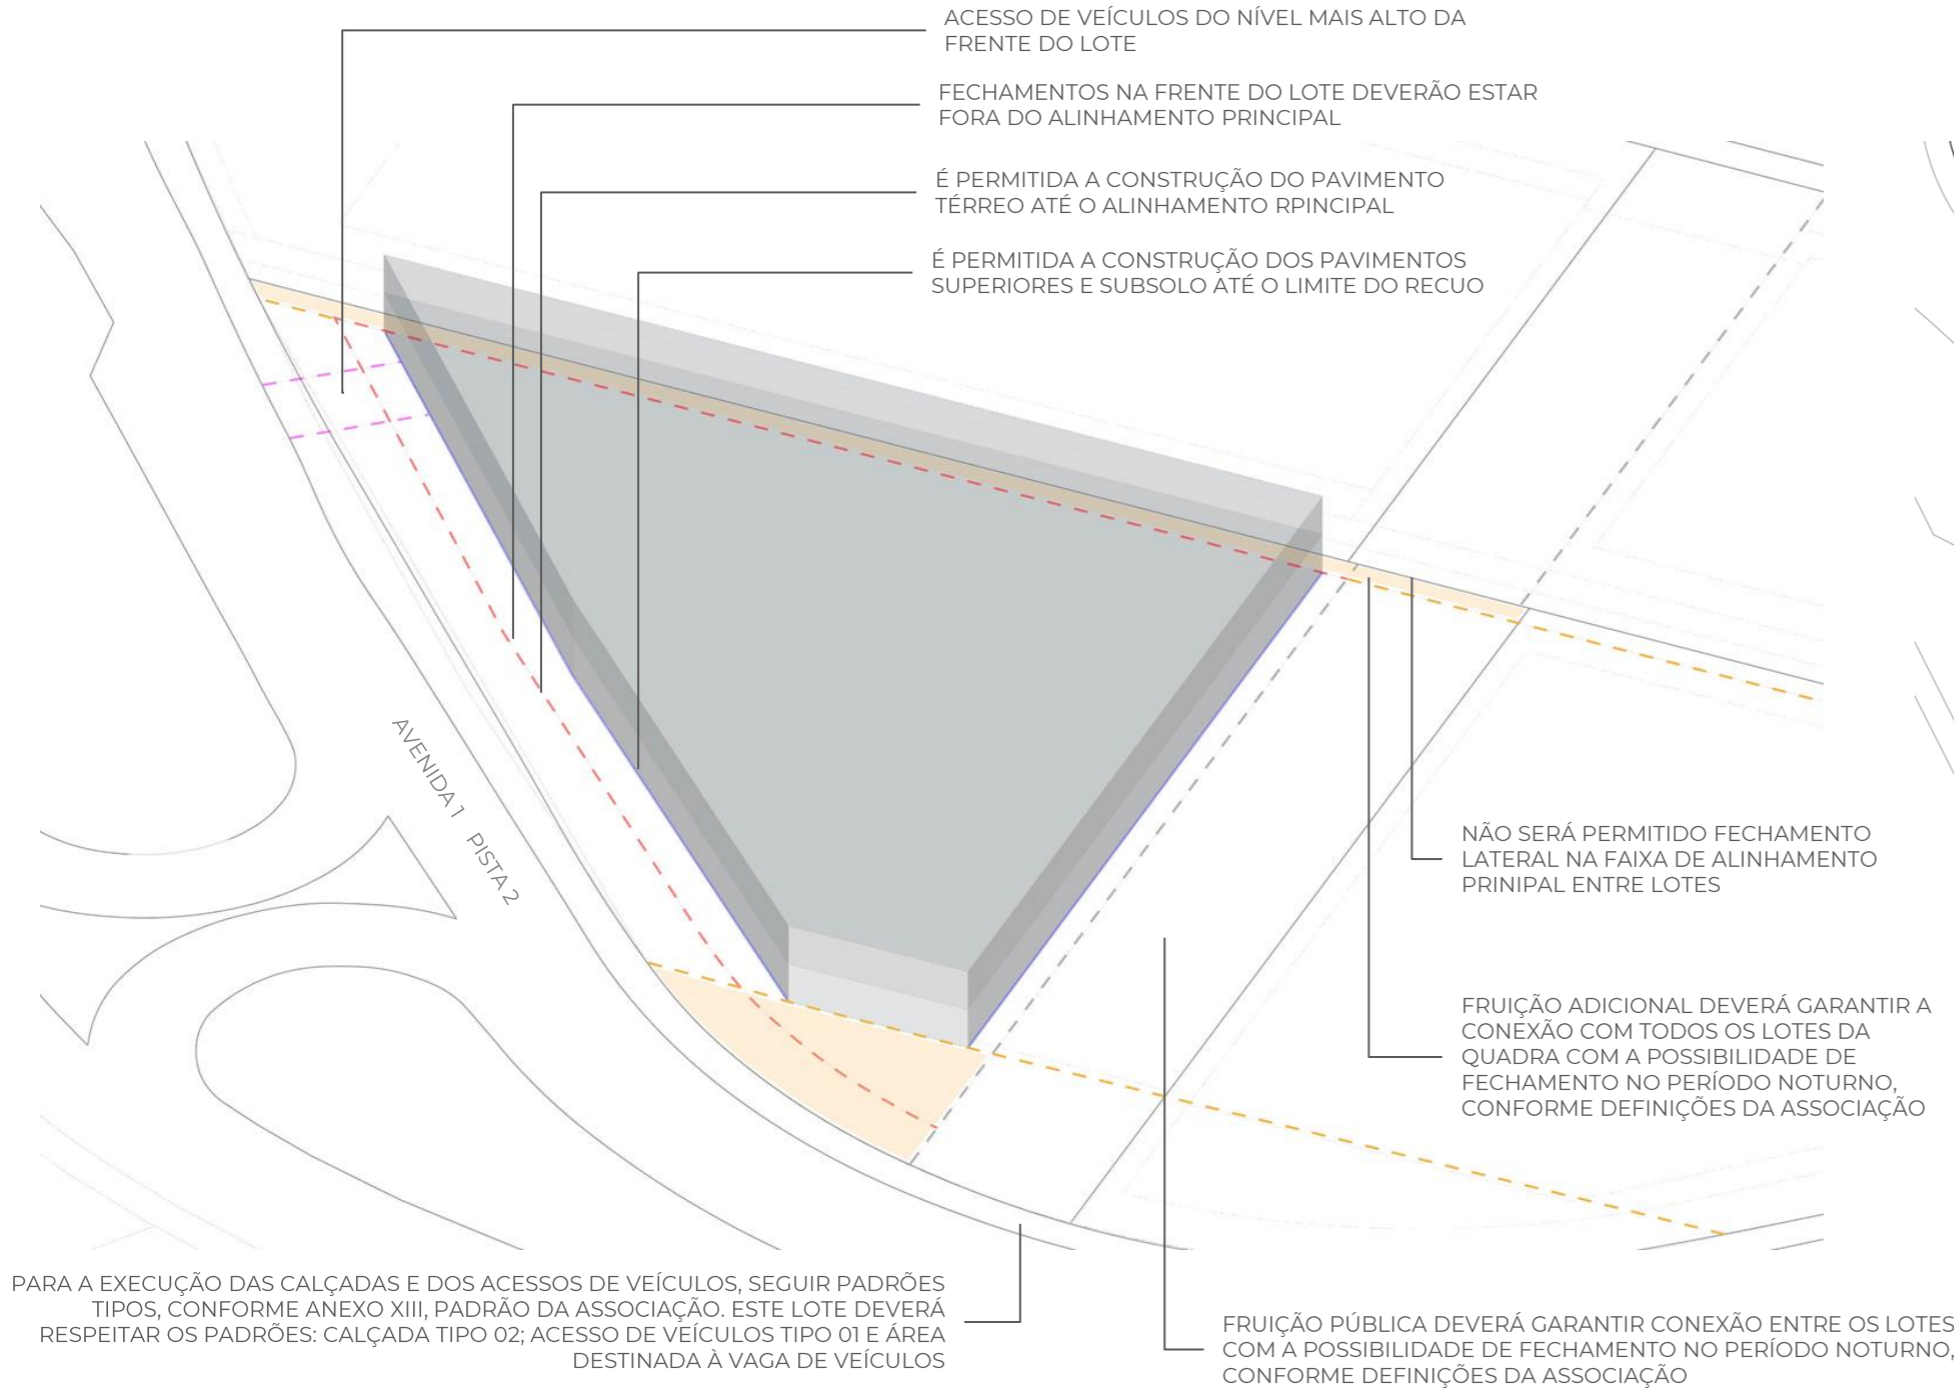 ACESSO DE VEÍCULOS DO NÍVEL MAIS ALTO DA
FRENTE DO LOTE
FECHAMENTOS NA FRENTE DO LOTE DEVERÃO ESTAR
FORA DO ALINHAMENTO PRINCIPAL
É PERMITIDA A CONSTRUÇÃO DO PAVIMENTO
TÉRREO ATÉ O ALINHAMENTO RPINCIPAL
É PERMITIDA A CONSTRUÇÃO DOS PAVIMENTOS
SUPERIORES E SUBSOLO ATÉ O LIMITE DO RECUO
AVENIDA 1 PISTA 2
NÃO SERÁ PERMITIDO FECHAMENTO
LATERAL NA FAIXA DE ALINHAMENTO
PRINIPAL ENTRE LOTES
FRUIÇÃO ADICIONAL DEVERÁ GARANTIR A
CONEXÃO COM TODOS OS LOTES DA
QUADRA COM A POSSIBILIDADE DE
FECHAMENTO NO PERÍODO NOTURNO,
CONFORME DEFINIÇÕES DA ASSOCIAÇÃO
PARA A EXECUÇÃO DAS CALÇADAS E DOS ACESSOS DE VEÍCULOS, SEGUIR PADRÕES
TIPOS, CONFORME ANEXO XIII, PADRÃO DA ASSOCIAÇÃO. ESTE LOTE DEVERÁ
RESPEITAR OS PADRÕES: CALÇADA TIPO 02; ACESSO DE VEÍCULOS TIPO 01 E ÁREA
DESTINADA À VAGA DE VEÍCULOS
FRUIÇÃO PÚBLICA DEVERÁ GARANTIR CONEXÃO ENTRE OS LOTES
COM A POSSIBILIDADE DE FECHAMENTO NO PERÍODO NOTURNO,
CONFORME DEFINIÇÕES DA ASSOCIAÇÃO